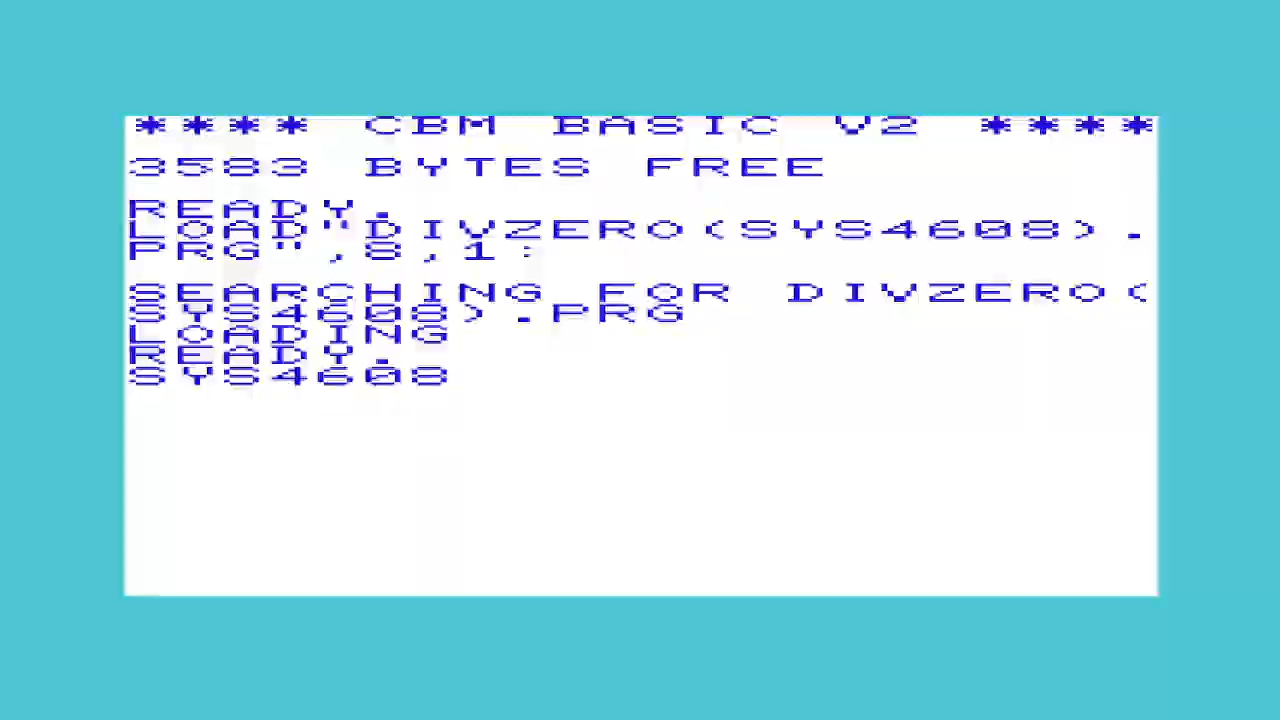 **** CBM BASIC V2 ****
3583 BYTES FREE
READY.
LOAD"DIVZERO(SYS4608).
PRG",8,1:
SEARCHING FOR DIVZERO(
SYS4608).PRG
LOADING
READY.
SYS4608